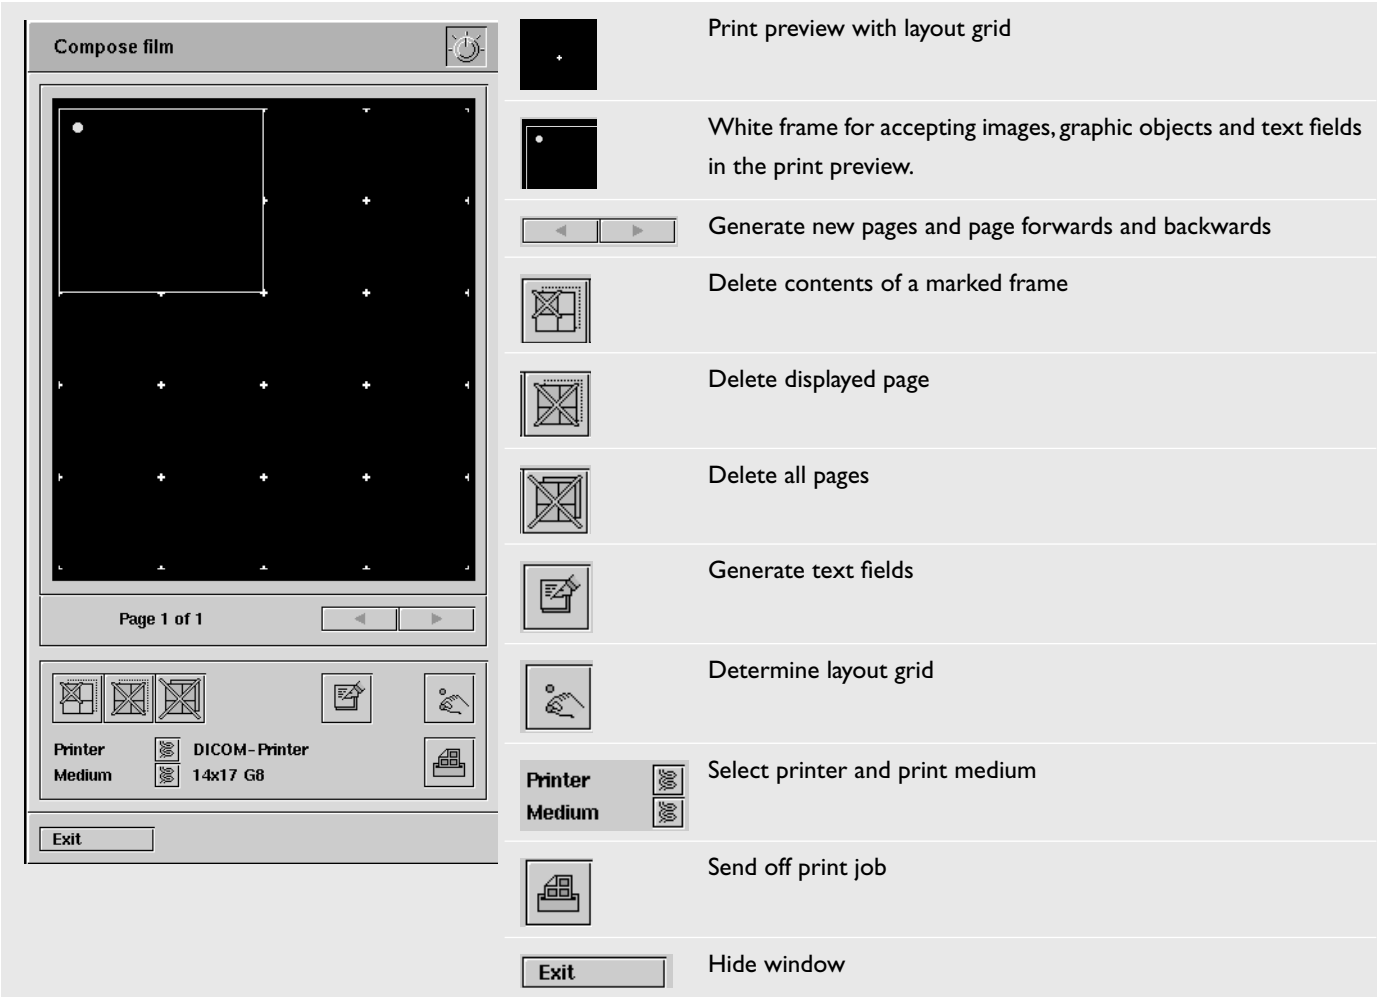 Compose film
Page 1 of 1
Printer DICOM-Printer
Medium 14x17 G8
Exit
Print preview with layout grid
White frame for accepting images, graphic objects and text fields
in the print preview.
Generate new pages and page forwards and backwards
Delete contents of a marked frame
Delete displayed page
Delete all pages
Generate text fields
Determine layout grid
Printer
Medium
Select printer and print medium
Send off print job
Exit
Hide window